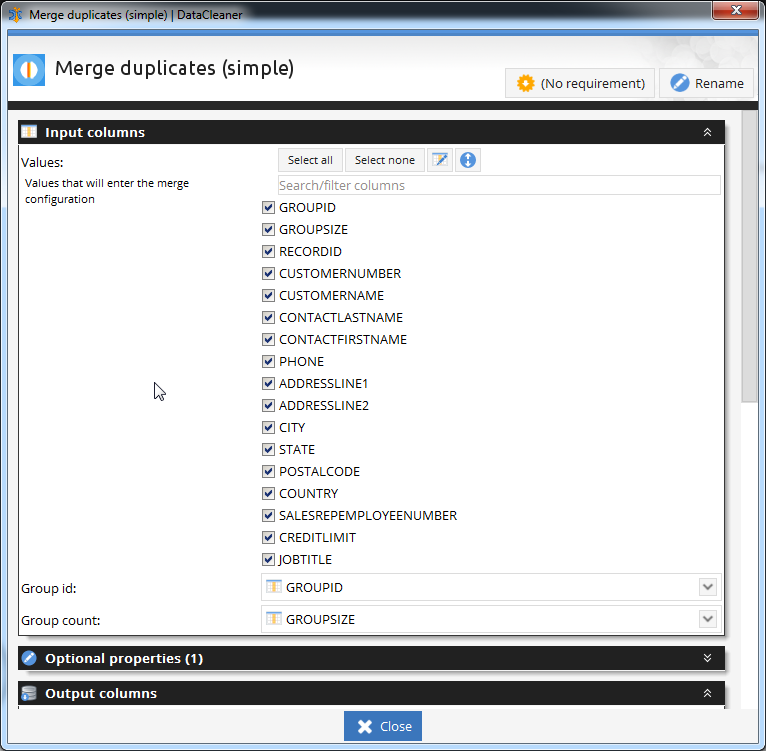 Merge duplicates (simple) | DataCleaner
Merge duplicates (simple)
(No requirement)
Rename
Input columns
Values:
Select all
Select none
Values that will enter the merge
configuration
Search/filter columns
GROUPID
GROUPSIZE
RECORDID
CUSTOMERNUMBER
CUSTOMERNAME
CONTACTLASTNAME
CONTACTFIRSTNAME
PHONE
ADDRESSLINE1
ADDRESSLINE2
CITY
STATE
POSTALCODE
COUNTRY
SALESREPEMPLOYEENUMBER
CREDITLIMIT
JOBTITLE
Group id:
GROUPID
Group count:
GROUPSIZE
Optional properties (1)
Output columns
Close